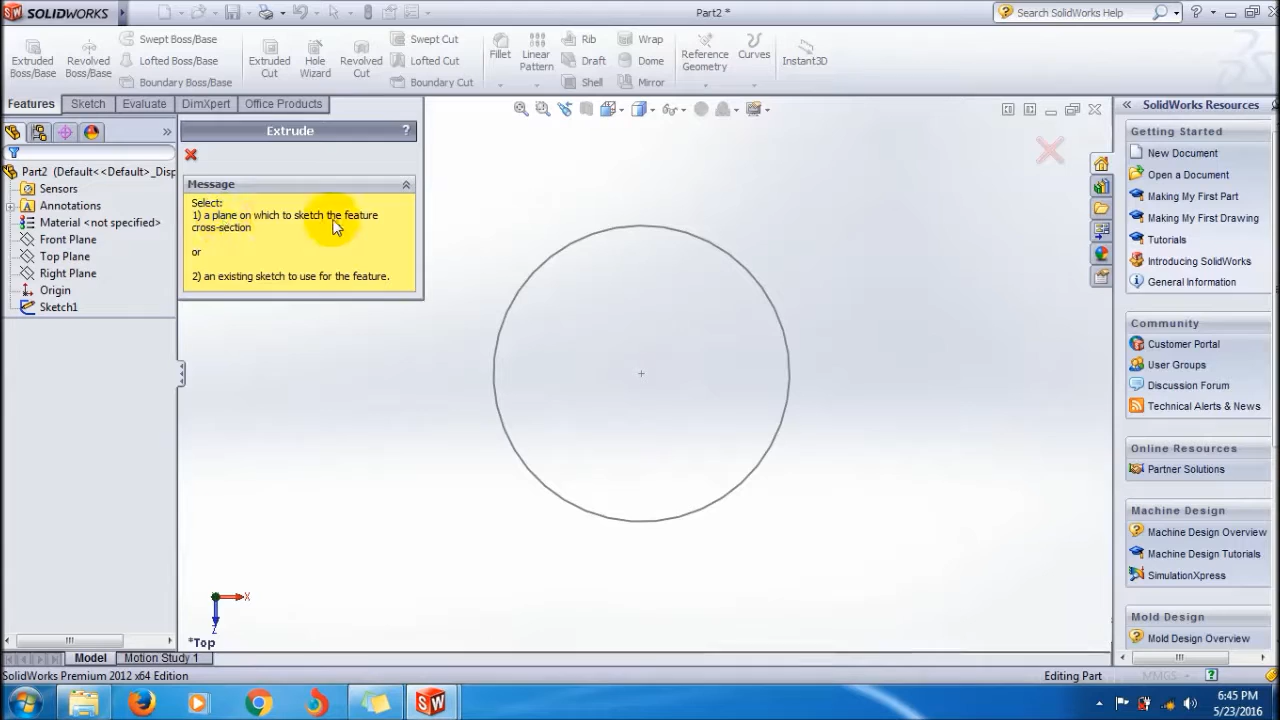 SOLIDWORKS
Part2 *
Search SolidWorks Help
Extruded Boss/Base
Revolved Boss/Base
Swept Boss/Base
Lofted Boss/Base
Boundary Boss/Base
Extruded Cut
Hole Wizard
Revolved Cut
Swept Cut
Lofted Cut
Boundary Cut
Fillet
Linear Pattern
Rib
Draft
Shell
Wrap
Dome
Mirror
Reference Geometry
Curves
Instant3D
Features
Sketch
Evaluate
DimXpert
Office Products
Part2 (Default<<Default>_Disp
Sensors
Annotations
Material <not specified>
Front Plane
Top Plane
Right Plane
Origin
Sketch1
Extrude
?
Message
Select:
1) a plane on which to sketch the feature
cross-section
or
2) an existing sketch to use for the feature.
X
Z
*Top
SolidWorks Resources
Getting Started
New Document
Open a Document
Making My First Part
Making My First Drawing
Tutorials
Introducing SolidWorks
General Information
Community
Customer Portal
User Groups
Discussion Forum
Technical Alerts & News
Online Resources
Partner Solutions
Machine Design
Machine Design Overview
Machine Design Tutorials
SimulationXpress
Mold Design
Mold Design Overview
Model
Motion Study 1
SolidWorks Premium 2012 x64 Edition
Editing Part
MMGS
6:45 PM
5/23/2016